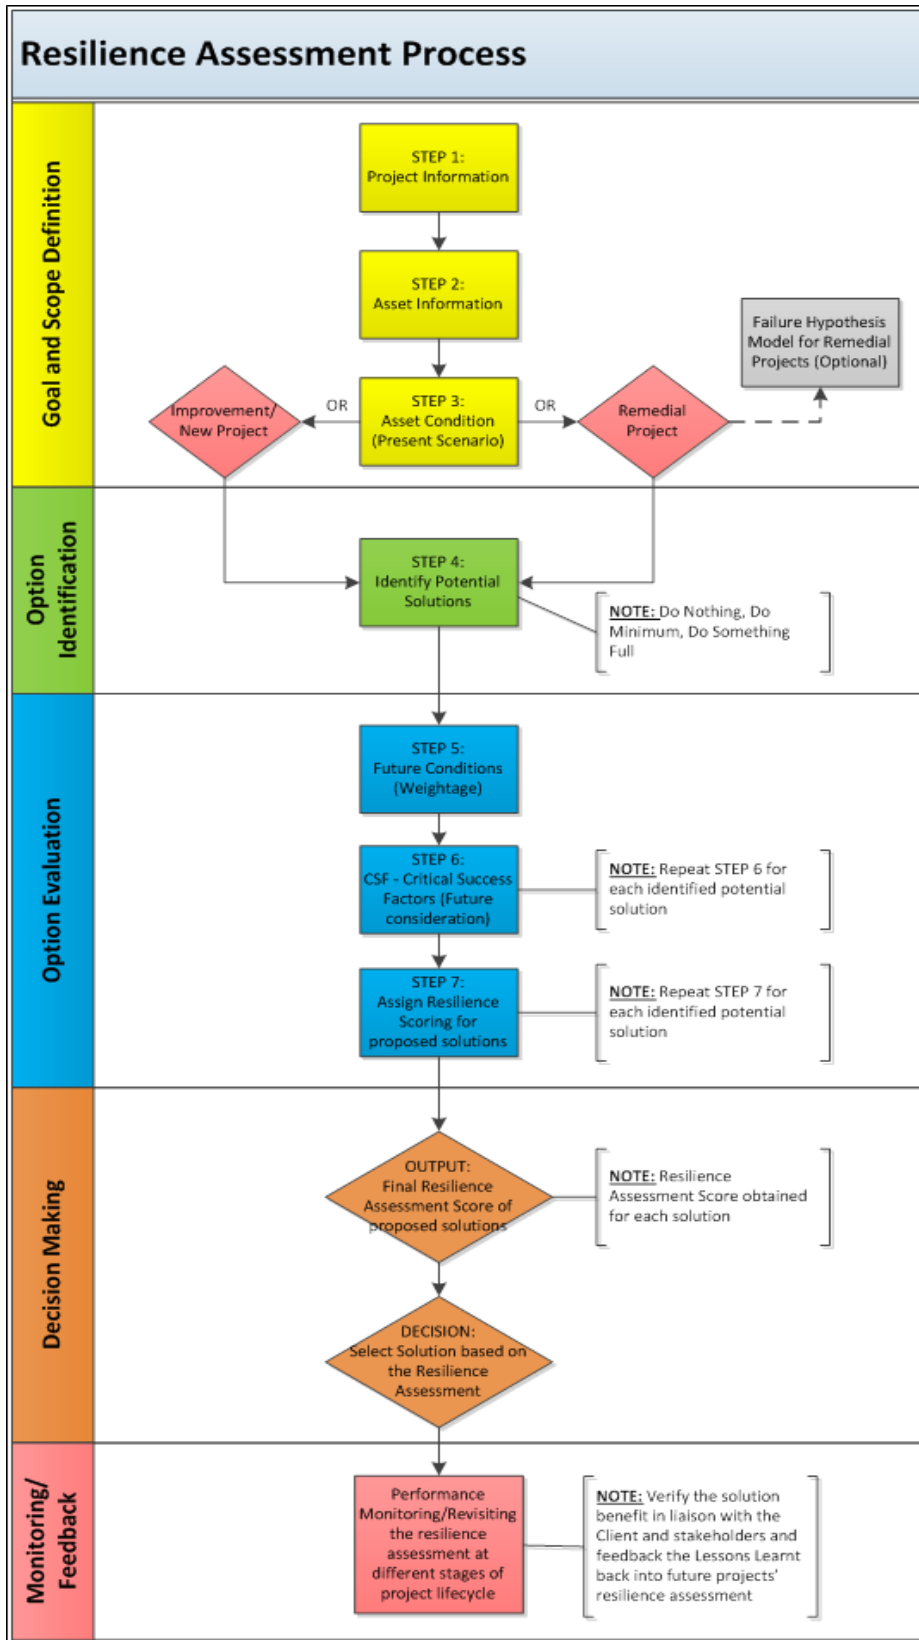 Resilience Assessment Process
Goal and Scope Definition
STEP 1:
Project Information
STEP 2:
Asset Information
Failure Hypothesis
Model for Remedial
Projects (Optional)
Improvement/
New Project
OR
STEP 3:
Asset Condition
(Present Scenario)
OR
Remedial
Project
Option
Identification
STEP 4:
Identify Potential
Solutions
NOTE: Do Nothing, Do
Minimum, Do Something
Full
Option Evaluation
STEP 5:
Future Conditions
(Weightage)
STEP 6:
CSF - Critical Success
Factors (Future
consideration)
NOTE: Repeat STEP 6 for
each identified potential
solution
STEP 7:
Assign Resilience
Scoring for
proposed solutions
NOTE: Repeat STEP 7 for
each identified potential
solution
Decision Making
OUTPUT:
Final Resilience
Assessment Score of
proposed solutions
NOTE: Resilience
Assessment Score obtained
for each solution
DECISION:
Select Solution based on
the Resilience
Assessment
Monitoring/
Feedback
Performance
Monitoring/Revisiting
the resilience
assessment at
different stages of
project lifecycle
NOTE: Verify the solution
benefit in liaison with the
Client and stakeholders and
feedback the Lessons Learnt
back into future projects'
resilience assessment